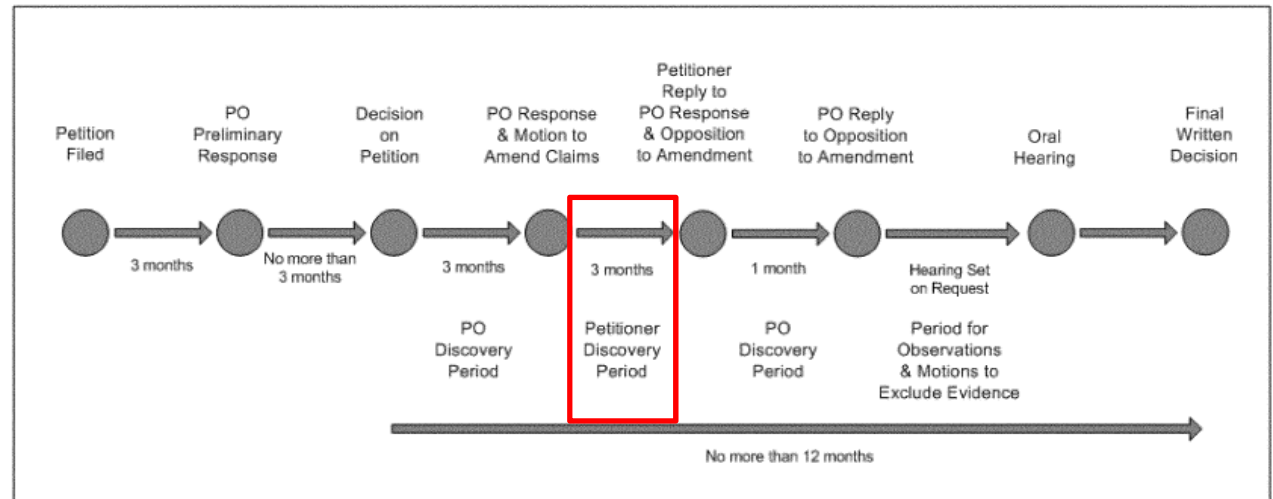 Petition
Filed
PO
Preliminary
Response
Decision
on
Petition
PO Response
& Motion to
Amend Claims
Petitioner
Reply to
PO Response
& Opposition
to Amendment
PO Reply
to Opposition
to Amendment
Oral
Hearing
Final
Written
Decision
3 months
No more than
3 months
3 months
3 months
1 month
Hearing Set
on Request
PO
Discovery
Period
Petitioner
Discovery
Period
PO
Discovery
Period
Period for
Observations
& Motions to
Exclude Evidence
No more than 12 months